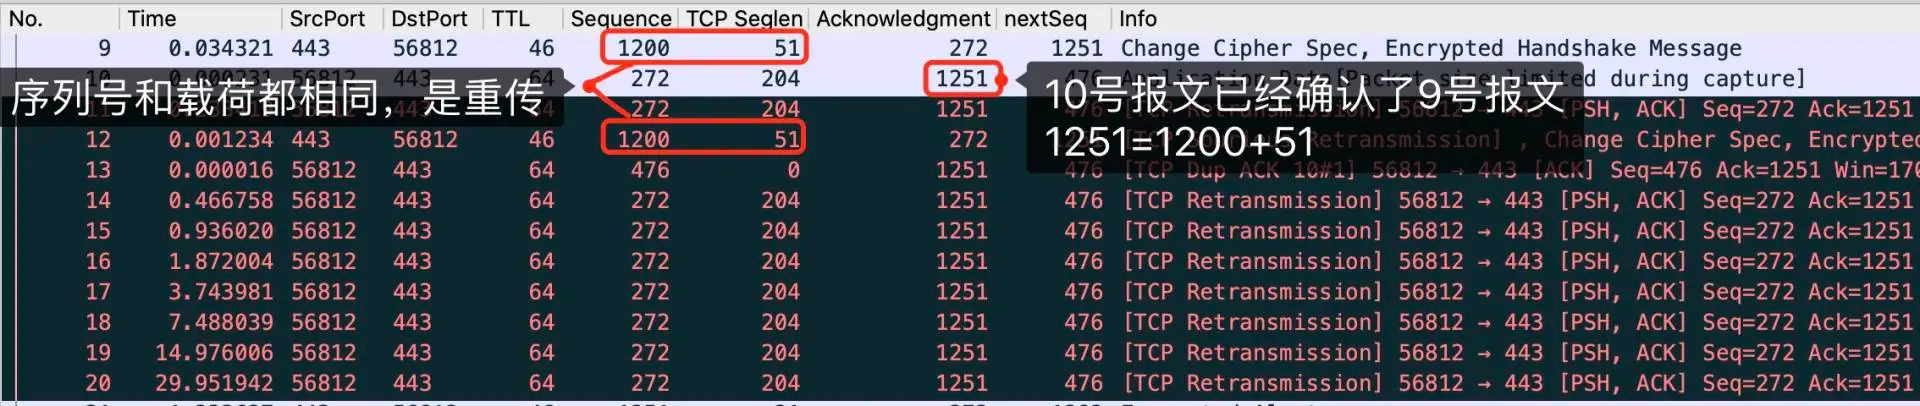 No. Time SrcPort DstPort TTL Sequence TCP Seglen Acknowledgment nextSeq Info
9 0.034321 443 56812 46 1200 51 272 1251 Change Cipher Spec, Encrypted Handshake Message
64 272 204 1251 476 limited during capture]
序列号和载荷都相同，是重传
10号报文已经确认了9号报文
1251=1200+51
272 204 1251 [PSH, ACK] Seq=272 Ack=1251
12 0.001234 443 56812 46 1200 51 272 Retransmission] , Change Cipher Spec, Encrypted
13 0.000016 56812 443 64 476 0 1251 476 [TCP Dup ACK 10#1] 56812 → 443 [ACK] Seq=476 Ack=1251 Win=170
14 0.466758 56812 443 64 272 204 1251 476 [TCP Retransmission] 56812 → 443 [PSH, ACK] Seq=272 Ack=1251
15 0.936020 56812 443 64 272 204 1251 476 [TCP Retransmission] 56812 → 443 [PSH, ACK] Seq=272 Ack=1251
16 1.872004 56812 443 64 272 204 1251 476 [TCP Retransmission] 56812 → 443 [PSH, ACK] Seq=272 Ack=1251
17 3.743981 56812 443 64 272 204 1251 476 [TCP Retransmission] 56812 → 443 [PSH, ACK] Seq=272 Ack=1251
18 7.488039 56812 443 64 272 204 1251 476 [TCP Retransmission] 56812 → 443 [PSH, ACK] Seq=272 Ack=1251
19 14.976006 56812 443 64 272 204 1251 476 [TCP Retransmission] 56812 → 443 [PSH, ACK] Seq=272 Ack=1251
20 29.951942 56812 443 64 272 204 1251 476 [TCP Retransmission] 56812 → 443 [PSH, ACK] Seq=272 Ack=1251